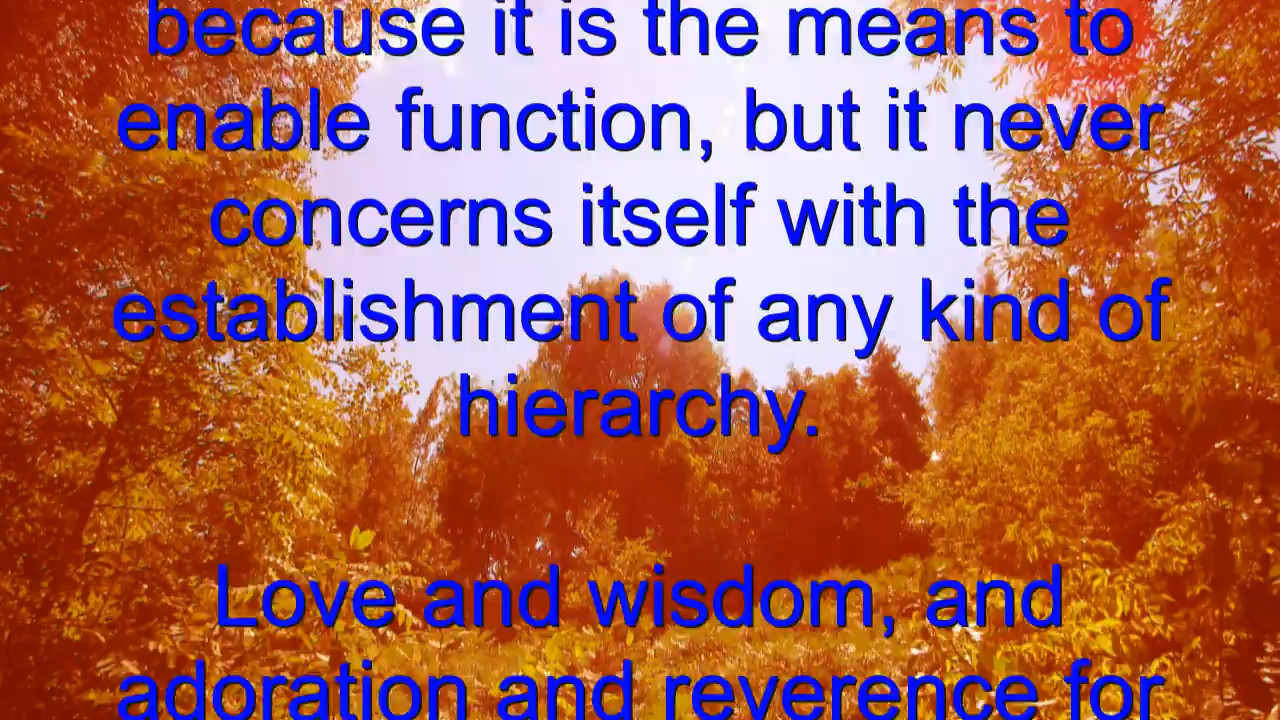 because it is the means to
enable function, but it never
concerns itself with the
establishment of any kind of
hierarchy.
Love and wisdom, and
adoration and reverence for